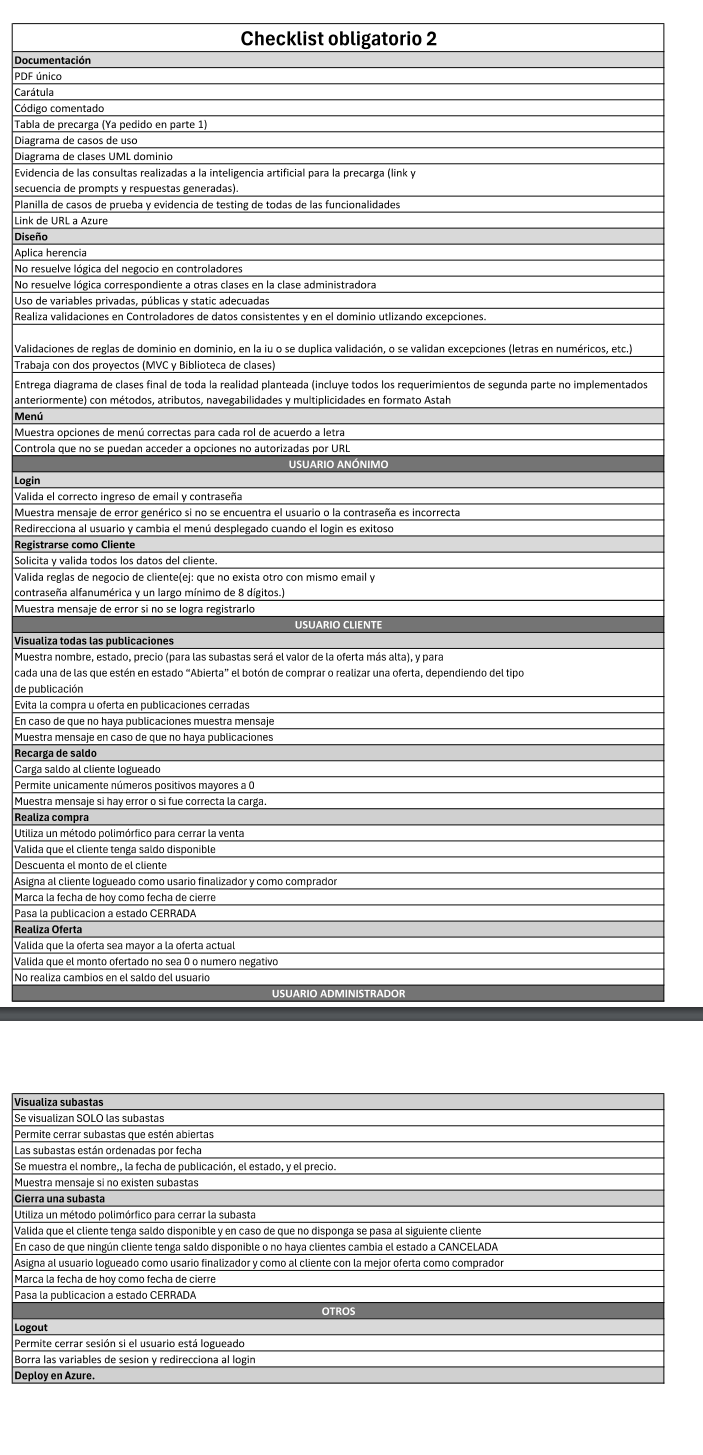 Checklist obligatorio 2
Documentación
PDF único
Carátula
Código comentado
Tabla de precarga (Ya pedido en parte 1)
Diagrama de casos de uso
Diagrama de clases UML dominio
Evidencia de las consultas realizadas a la inteligencia artificial para la precarga (link y
secuencia de prompts y respuestas generadas).
Planilla de casos de prueba y evidencia de testing de todas de las funcionalidades
Link de URL a Azure
Diseño
Aplica herencia
No resuelve lógica del negocio en controladores
No resuelve lógica correspondiente a otras clases en la clase administradora
Uso de variables privadas, públicas y static adecuadas
Realiza validaciones en Controladores de datos consistentes y en el dominio utlizando excepciones.
Validaciones de reglas de dominio en dominio, en la iu o se duplica validación, o se validan excepciones (letras en numéricos, etc.)
Trabaja con dos proyectos (MVC y Biblioteca de clases)
Entrega diagrama de clases final de toda la realidad planteada (incluye todos los requerimientos de segunda parte no implementados
anteriormente) con métodos, atributos, navegabilidades y multiplicidades en formato Astah
Menú
Muestra opciones de menú correctas para cada rol de acuerdo a letra
Controla que no se puedan acceder a opciones no autorizadas por URL
USUARIO ANÓNIMO
Login
Valida el correcto ingreso de email y contraseña
Muestra mensaje de error genérico si no se encuentra el usuario o la contraseña es incorrecta
Redirecciona al usuario y cambia el menú desplegado cuando el login es exitoso
Registrarse como Cliente
Solicita y valida todos los datos del cliente.
Valida reglas de negocio de cliente(ej: que no exista otro con mismo email y
contraseña alfanumérica y un largo mínimo de 8 dígitos.)
Muestra mensaje de error si no se logra registrarlo
USUARIO CLIENTE
Visualiza todas las publicaciones
Muestra nombre, estado, precio (para las subastas será el valor de la oferta más alta), y para
cada una de las que estén en estado “Abierta” el botón de comprar o realizar una oferta, dependiendo del tipo
de publicación
Evita la compra u oferta en publicaciones cerradas
En caso de que no haya publicaciones muestra mensaje
Muestra mensaje en caso de que no haya publicaciones
Recarga de saldo
Carga saldo al cliente logueado
Permite unicamente números positivos mayores a 0
Muestra mensaje si hay error o si fue correcta la carga.
Realiza compra
Utiliza un método polimórfico para cerrar la venta
Valida que el cliente tenga saldo disponible
Descuenta el monto de el cliente
Asigna al cliente logueado como usario finalizador y como comprador
Marca la fecha de hoy como fecha de cierre
Pasa la publicacion a estado CERRADA
Realiza Oferta
Valida que la oferta sea mayor a la oferta actual
Valida que el monto ofertado no sea 0 o numero negativo
No realiza cambios en el saldo del usuario
USUARIO ADMINISTRADOR
Visualiza subastas
Se visualizan SOLO las subastas
Permite cerrar subastas que estén abiertas
Las subastas están ordenadas por fecha
Se muestra el nombre,, la fecha de publicación, el estado, y el precio.
Muestra mensaje si no existen subastas
Cierra una subasta
Utiliza un método polimórfico para cerrar la subasta
Valida que el cliente tenga saldo disponible y en caso de que no disponga se pasa al siguiente cliente
En caso de que ningún cliente tenga saldo disponible o no haya clientes cambia el estado a CANCELADA
Asigna al usuario logueado como usario finalizador y como al cliente con la mejor oferta como comprador
Marca la fecha de hoy como fecha de cierre
Pasa la publicacion a estado CERRADA
OTROS
Logout
Permite cerrar sesión si el usuario está logueado
Borra las variables de sesion y redirecciona al login
Deploy en Azure.